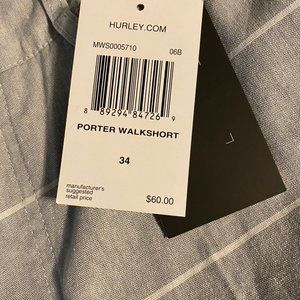 HURLEY.COM
MWS0005710 06B
8 89294 84726 9
PORTER WALKSHORT
34
manufacturer's
suggested
retail price
$60.00